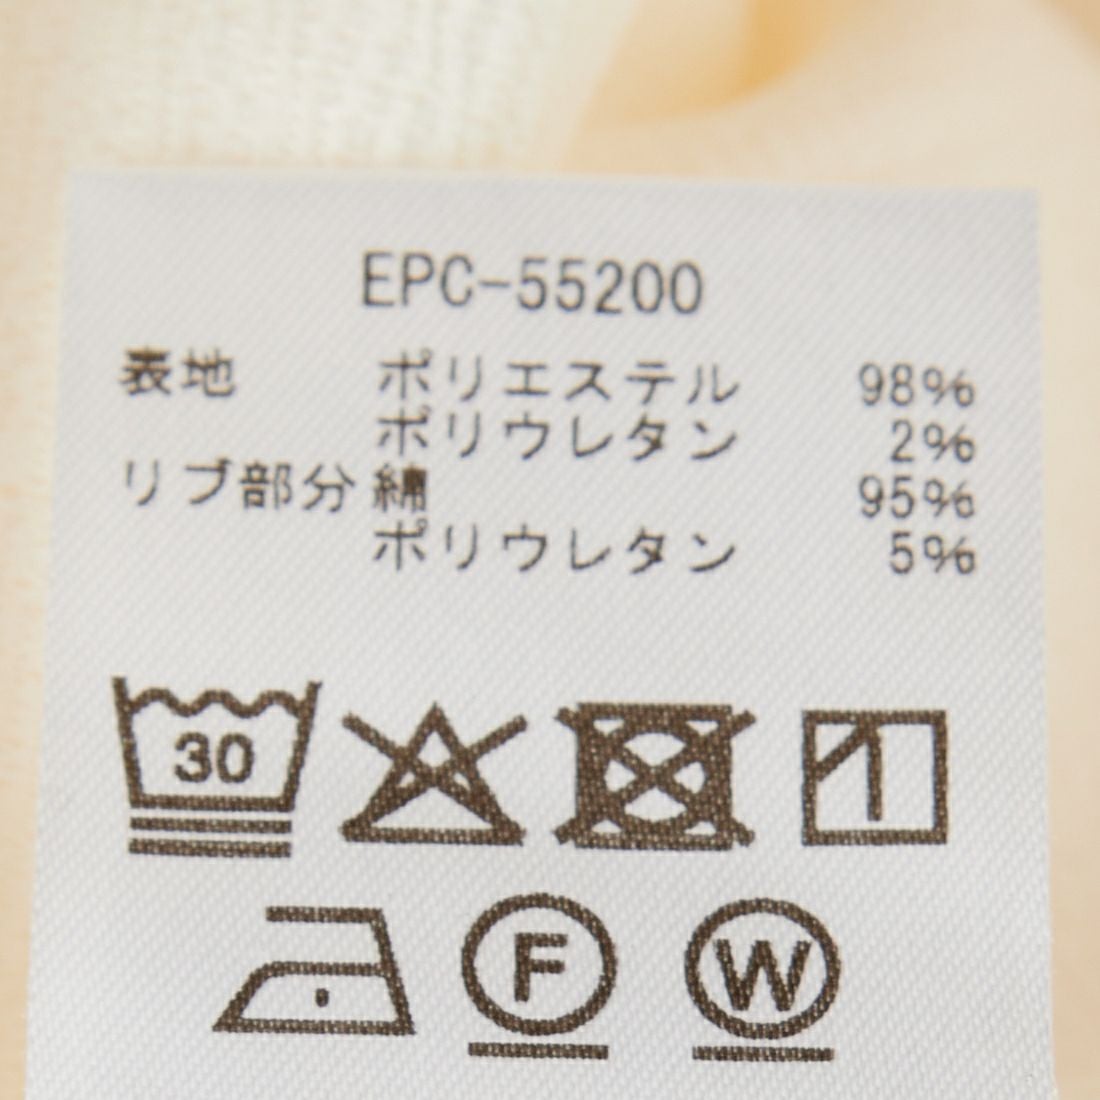 EPC-55200
表地 ポリエステル 98%
ポリウレタン 2%
リブ部分 綿 95%
ポリウレタン 5%
30
F
W